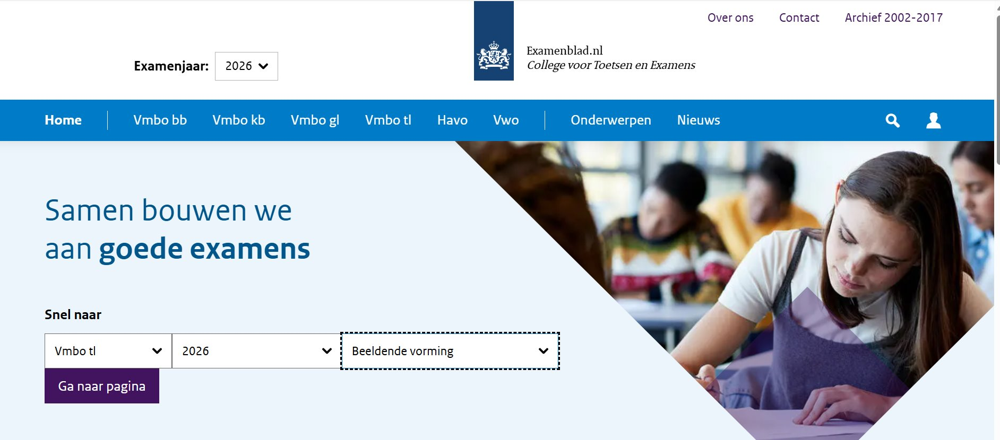 Over ons Contact Archief 2002-2017
Examenjaar: 2026
Examenblad.nl
College voor Toetsen en Examens
Home Vmbo bb Vmbo kb Vmbo gl Vmbo tl Havo Vwo Onderwerpen Nieuws
Samen bouwen we
aan goede examens
Snel naar
Vmbo tl 2026 Beeldende vorming
Ga naar pagina